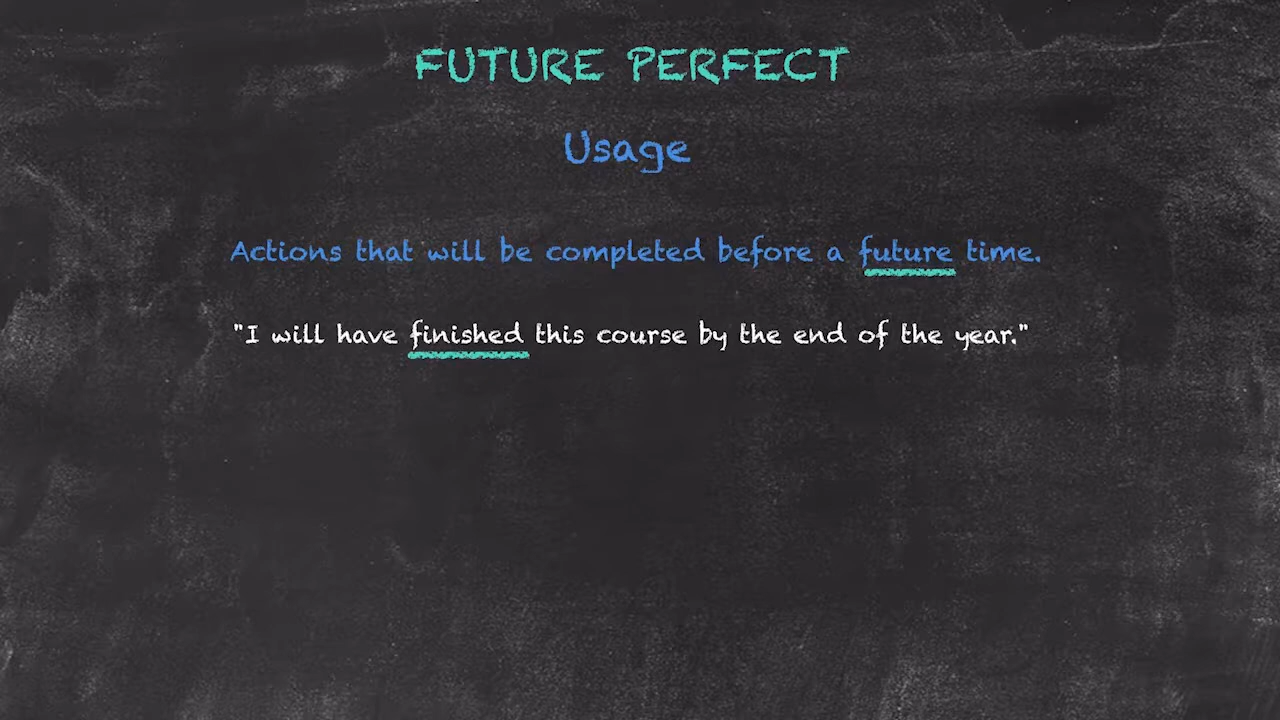 FUTURE PERFECT
Usage
Actions that will be completed before a future time.
"I will have finished this course by the end of the year."